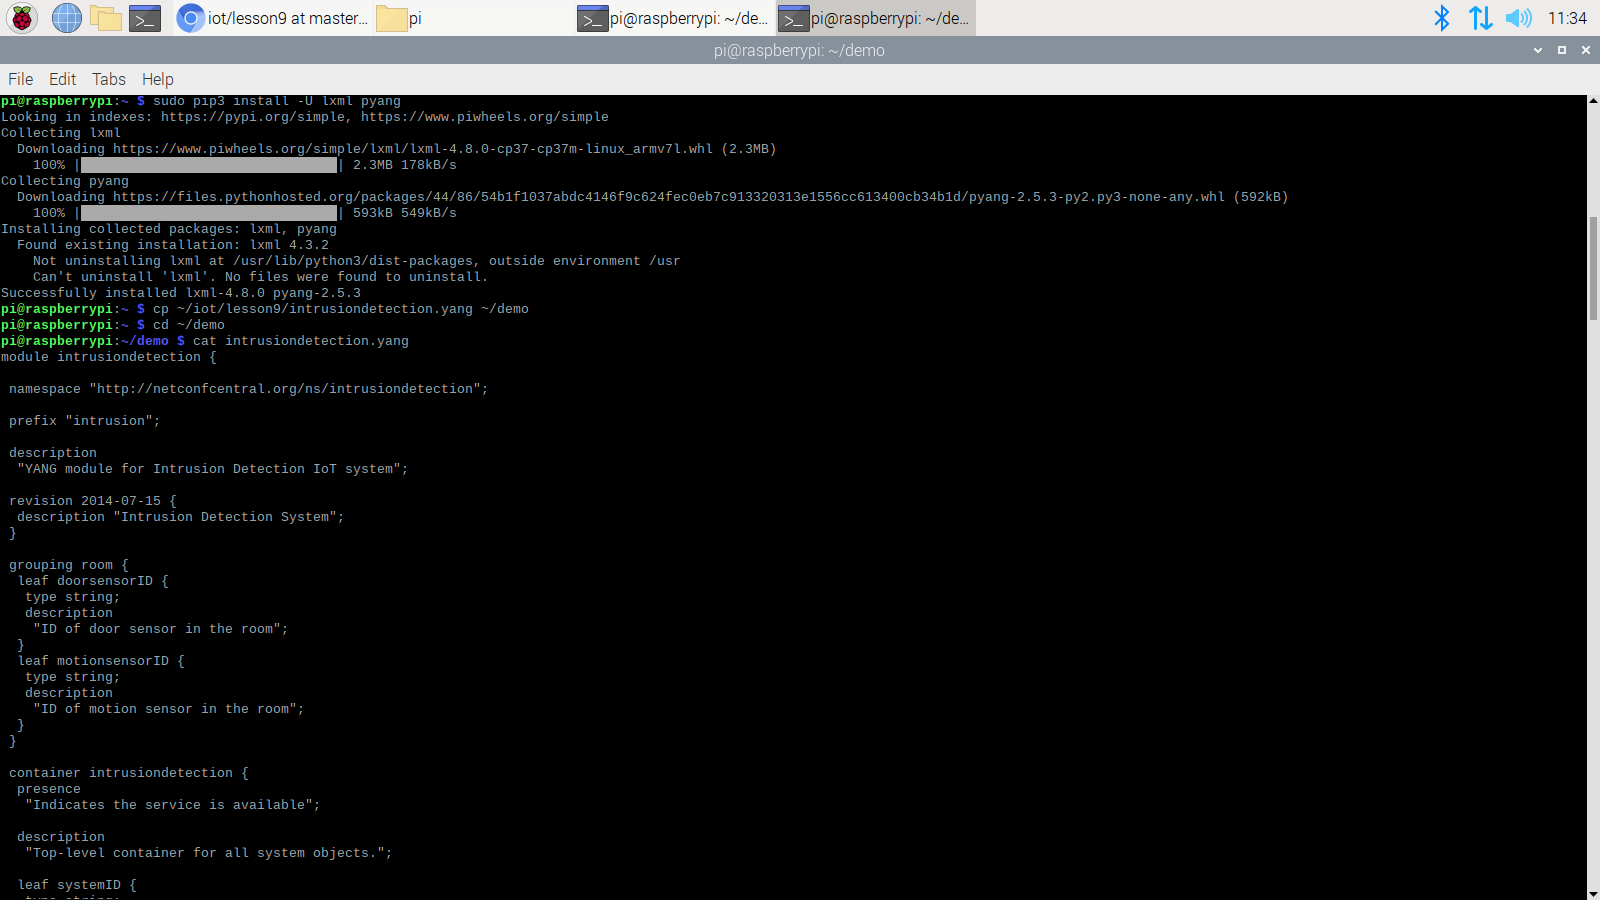 iot/lesson9 at master...
pi
pi@raspberrypi: ~/de...
pi@raspberrypi: ~/de...
11:34
pi@raspberrypi: ~/demo
File Edit Tabs Help
pi@raspberrypi:~ $ sudo pip3 install -U lxml pyang
Looking in indexes: https://pypi.org/simple, https://www.piwheels.org/simple
Collecting lxml
  Downloading https://www.piwheels.org/simple/lxml/lxml-4.8.0-cp37-cp37m-linux_armv7l.whl (2.3MB)
    100% || 2.3MB 178kB/s
Collecting pyang
  Downloading https://files.pythonhosted.org/packages/44/86/54b1f1037abdc4146f9c624fec0eb7c913320313e1556cc613400cb34b1d/pyang-2.5.3-py2.py3-none-any.whl (592kB)
    100% || 593kB 549kB/s
Installing collected packages: lxml, pyang
  Found existing installation: lxml 4.3.2
    Not uninstalling lxml at /usr/lib/python3/dist-packages, outside environment /usr
    Can't uninstall 'lxml'. No files were found to uninstall.
Successfully installed lxml-4.8.0 pyang-2.5.3
pi@raspberrypi:~ $ cp ~/iot/lesson9/intrusiondetection.yang ~/demo
pi@raspberrypi:~ $ cd ~/demo
pi@raspberrypi:~/demo $ cat intrusiondetection.yang
module intrusiondetection {
 namespace "http://netconfcentral.org/ns/intrusiondetection";
 prefix "intrusion";
 description
  "YANG module for Intrusion Detection IoT system";
 revision 2014-07-15 {
  description "Intrusion Detection System";
 }
 grouping room {
  leaf doorsensorID {
   type string;
   description
    "ID of door sensor in the room";
  }
  leaf motionsensorID {
   type string;
   description
    "ID of motion sensor in the room";
  }
 }
 container intrusiondetection {
  presence
   "Indicates the service is available";
  description
   "Top-level container for all system objects.";
  leaf systemID {